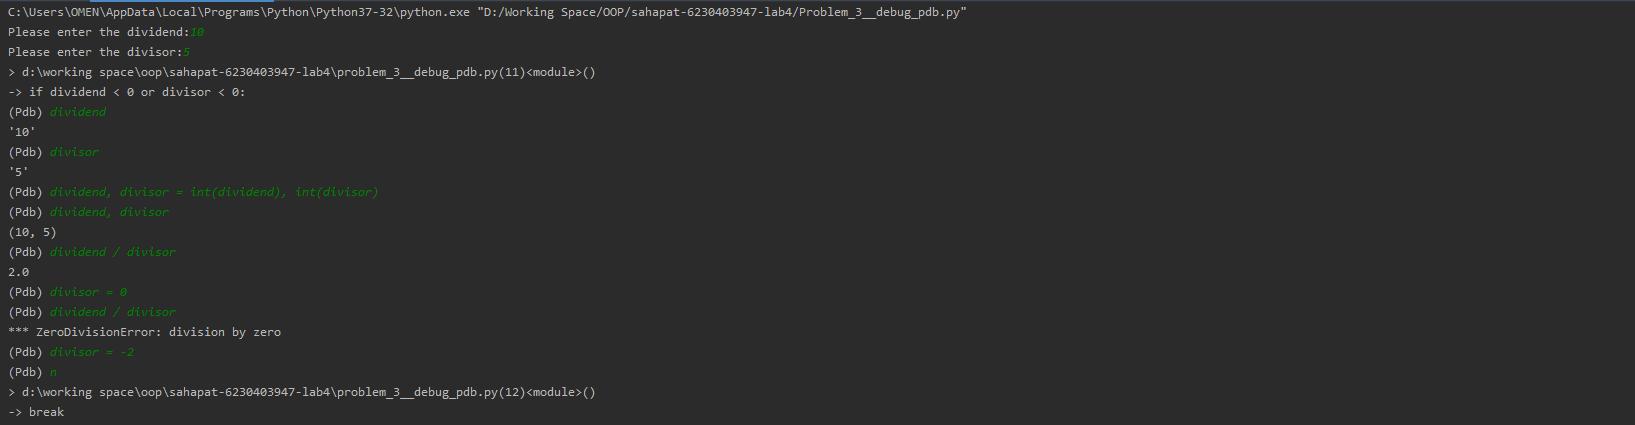 C:\Users\OMEN\AppData\Local\Programs\Python\Python37-32\python.exe "D:/Working Space/OOP/sahapat-6230403947-lab4/Problem_3__debug_pdb.py"
Please enter the dividend:10
Please enter the divisor:5
> d:\working space\oop\sahapat-6230403947-lab4\problem_3__debug_pdb.py(11)<module>()
-> if dividend < 0 or divisor < 0:
(Pdb) dividend
'10'
(Pdb) divisor
'5'
(Pdb) dividend, divisor = int(dividend), int(divisor)
(Pdb) dividend, divisor
(10, 5)
(Pdb) dividend / divisor
2.0
(Pdb) divisor = 0
(Pdb) dividend / divisor
*** ZeroDivisionError: division by zero
(Pdb) divisor = -2
(Pdb) n
> d:\working space\oop\sahapat-6230403947-lab4\problem_3__debug_pdb.py(12)<module>()
-> break